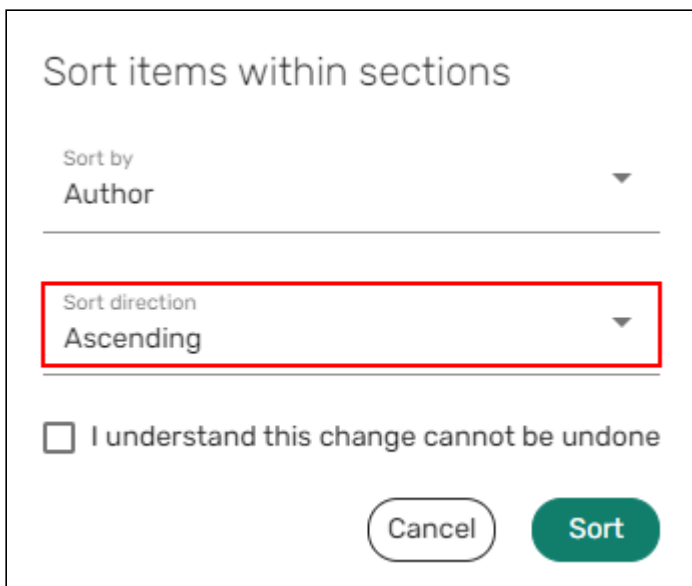 Sort items within sections
Sort by
Author
Sort direction
Ascending
I understand this change cannot be undone
Cancel Sort